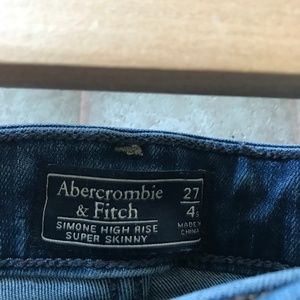 Abercrombie
& Fitch
SIMONE HIGH RISE
SUPER SKINNY
27
4S
MADE IN
CHINA